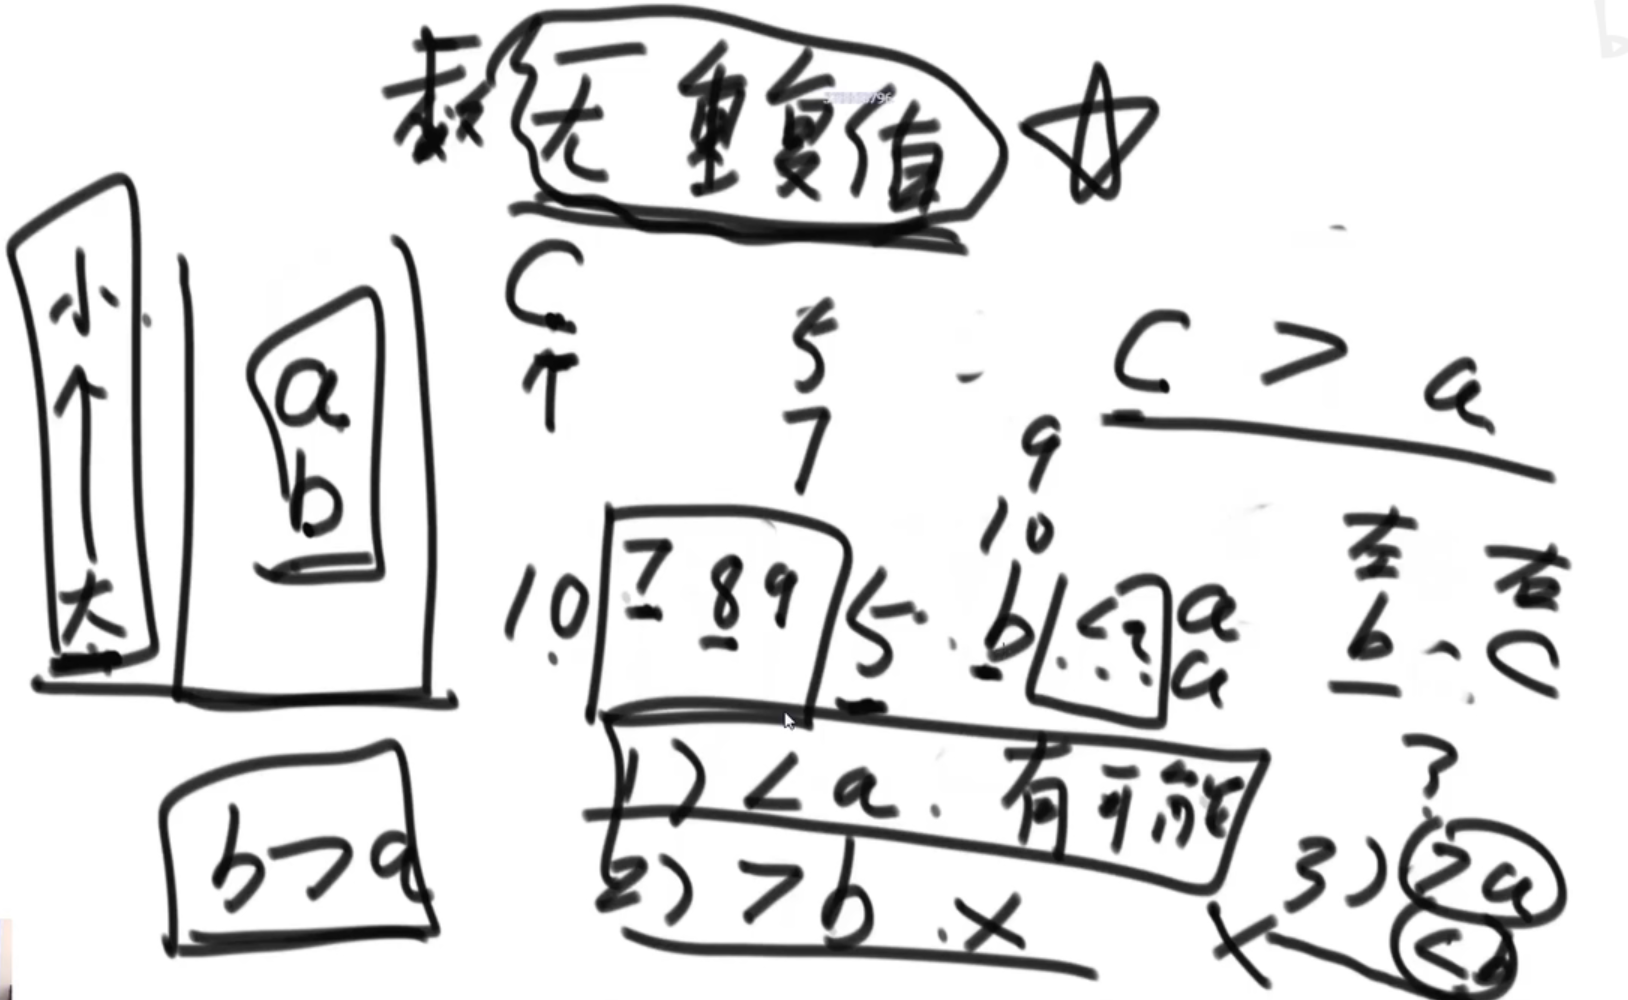 数 无重复值
小
大
a
b
C
5
7
C > a
9
10
10 7 8 9 5
b < ? a
a
左 右
b C
b > a
1) < a 有可能
2) > b ×
?
3) > a
< b
×